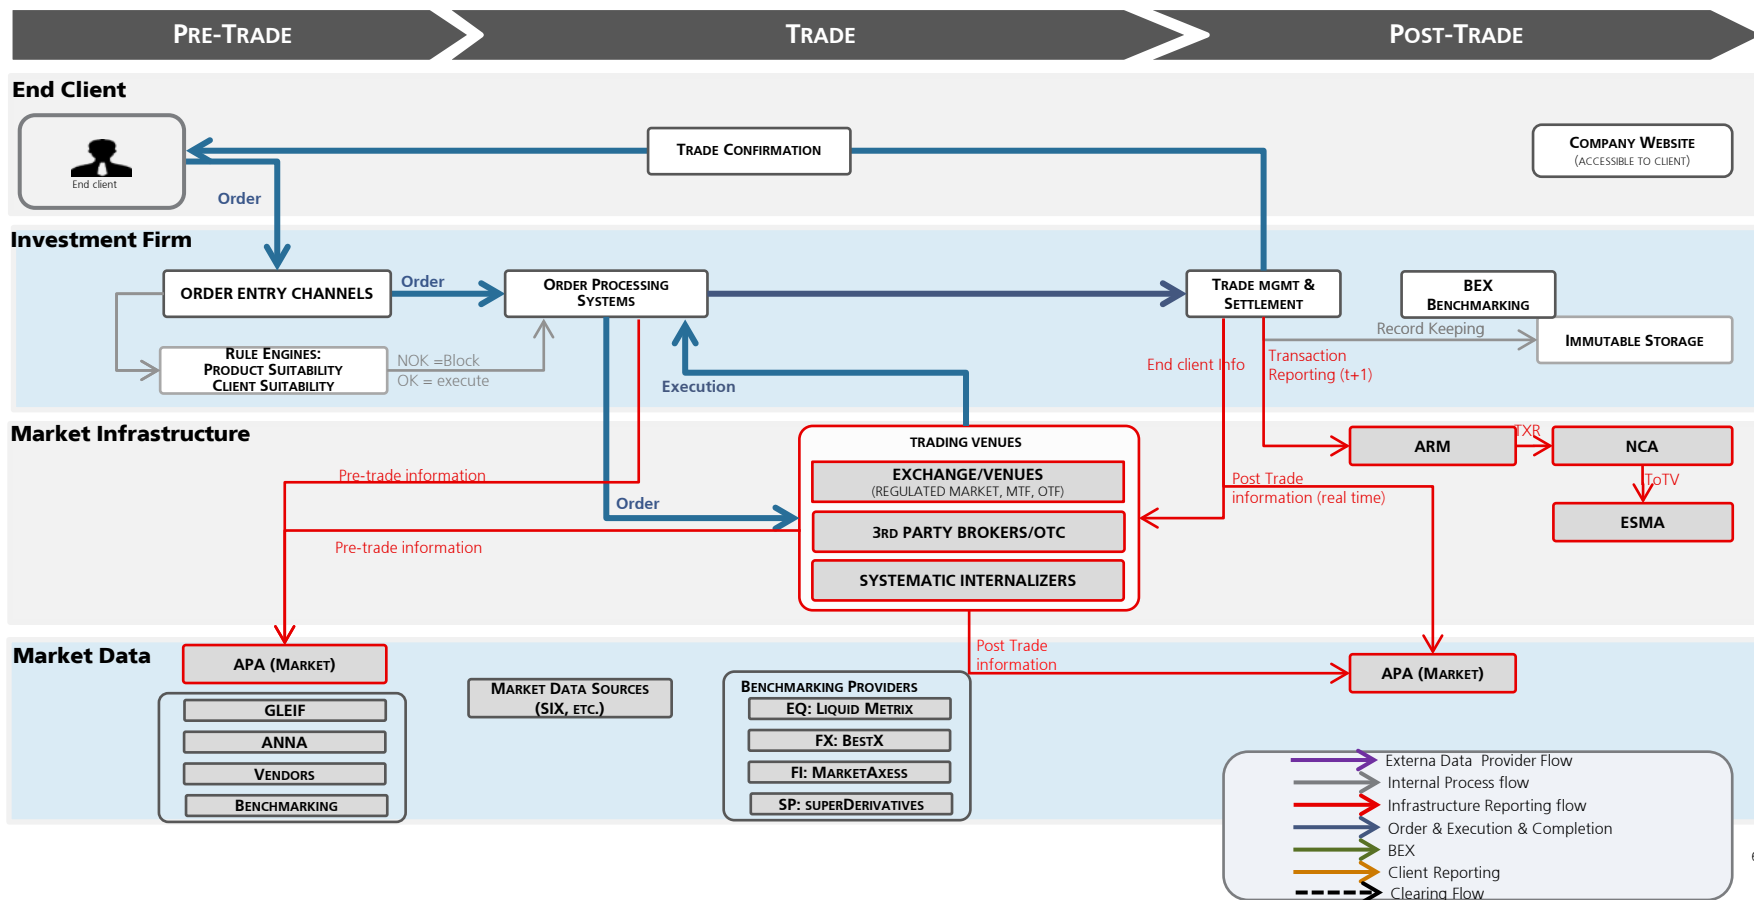 PRE-TRADE
TRADE
POST-TRADE
End Client
End client
Order
TRADE CONFIRMATION
COMPANY WEBSITE
(ACCESSIBLE TO CLIENT)
Investment Firm
ORDER ENTRY CHANNELS
Order
ORDER PROCESSING
SYSTEMS
TRADE MGMT &
SETTLEMENT
BEX
BENCHMARKING
RULE ENGINES:
PRODUCT SUITABILITY
CLIENT SUITABILITY
NOK =Block
OK = execute
Execution
End client Info
Transaction
Reporting (t+1)
Record Keeping
IMMUTABLE STORAGE
Market Infrastructure
Pre-trade information
Pre-trade information
Order
TRADING VENUES
EXCHANGE/VENUES
(REGULATED MARKET, MTF, OTF)
3RD PARTY BROKERS/OTC
SYSTEMATIC INTERNALIZERS
Post Trade
information (real time)
ARM
TXR
NCA
ToTV
ESMA
Market Data
APA (MARKET)
GLEIF
ANNA
VENDORS
BENCHMARKING
MARKET DATA SOURCES
(SIX, ETC.)
BENCHMARKING PROVIDERS
EQ: LIQUID METRIX
FX: BESTX
FI: MARKETAXESS
SP: SUPERDERIVATIVES
Post Trade
information
APA (MARKET)
Externa Data  Provider Flow
Internal Process flow
Infrastructure Reporting flow
Order & Execution & Completion
BEX
Client Reporting
Clearing Flow